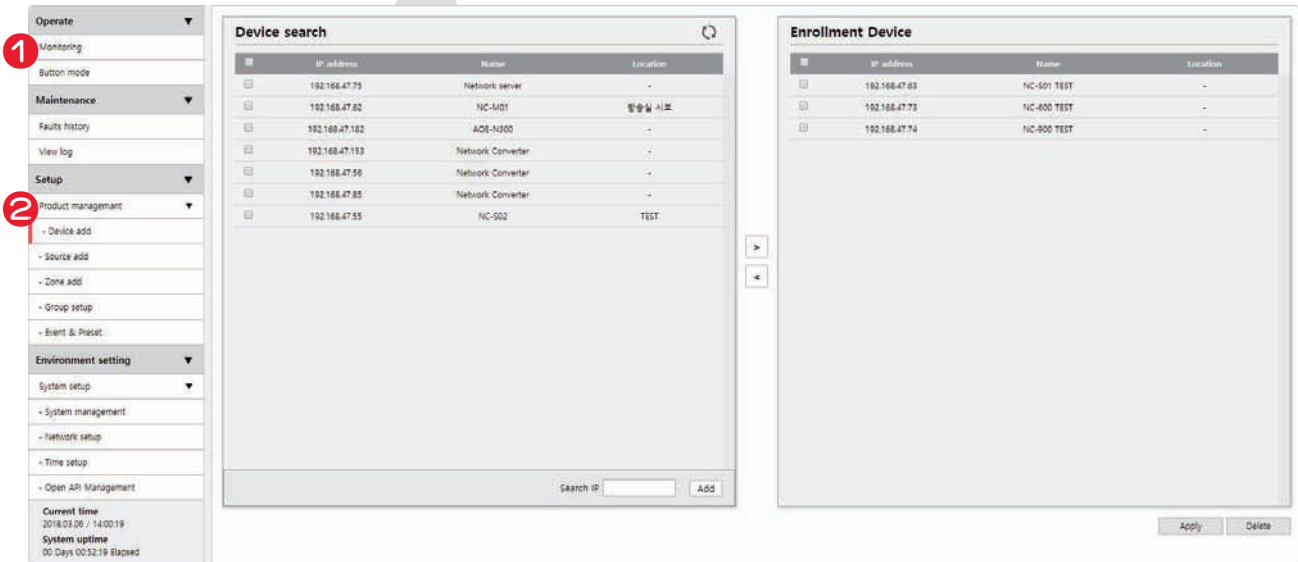 Operate ▼
1
Monitoring
Button mode
Maintenance ▼
Faults history
View log
Setup ▼
2
Product managemant ▼
- Device add
- Source add
- Zone add
- Group setup
- Event & Preset
Environment setting ▼
System setup ▼
- System management
- Network setup
- Time setup
- Open API Management
Current time
2018.03.06 / 14:00:19
System uptime
00 Days 00:52:19 Elapsed
Device search
IP address Name Location
192.168.47.75 Network server -
192.168.47.62 NC-M01 방송실 시보
192.168.47.182 AOE-N300 -
192.168.47.153 Network Converter -
192.168.47.56 Network Converter -
192.168.47.85 Network Converter -
192.168.47.55 NC-S02 TEST
Search IP Add
>
<
Enrollment Device
IP address Name Location
192.168.47.63 NC-S01 TEST -
192.168.47.73 NC-600 TEST -
192.168.47.74 NC-900 TEST -
Apply Delete